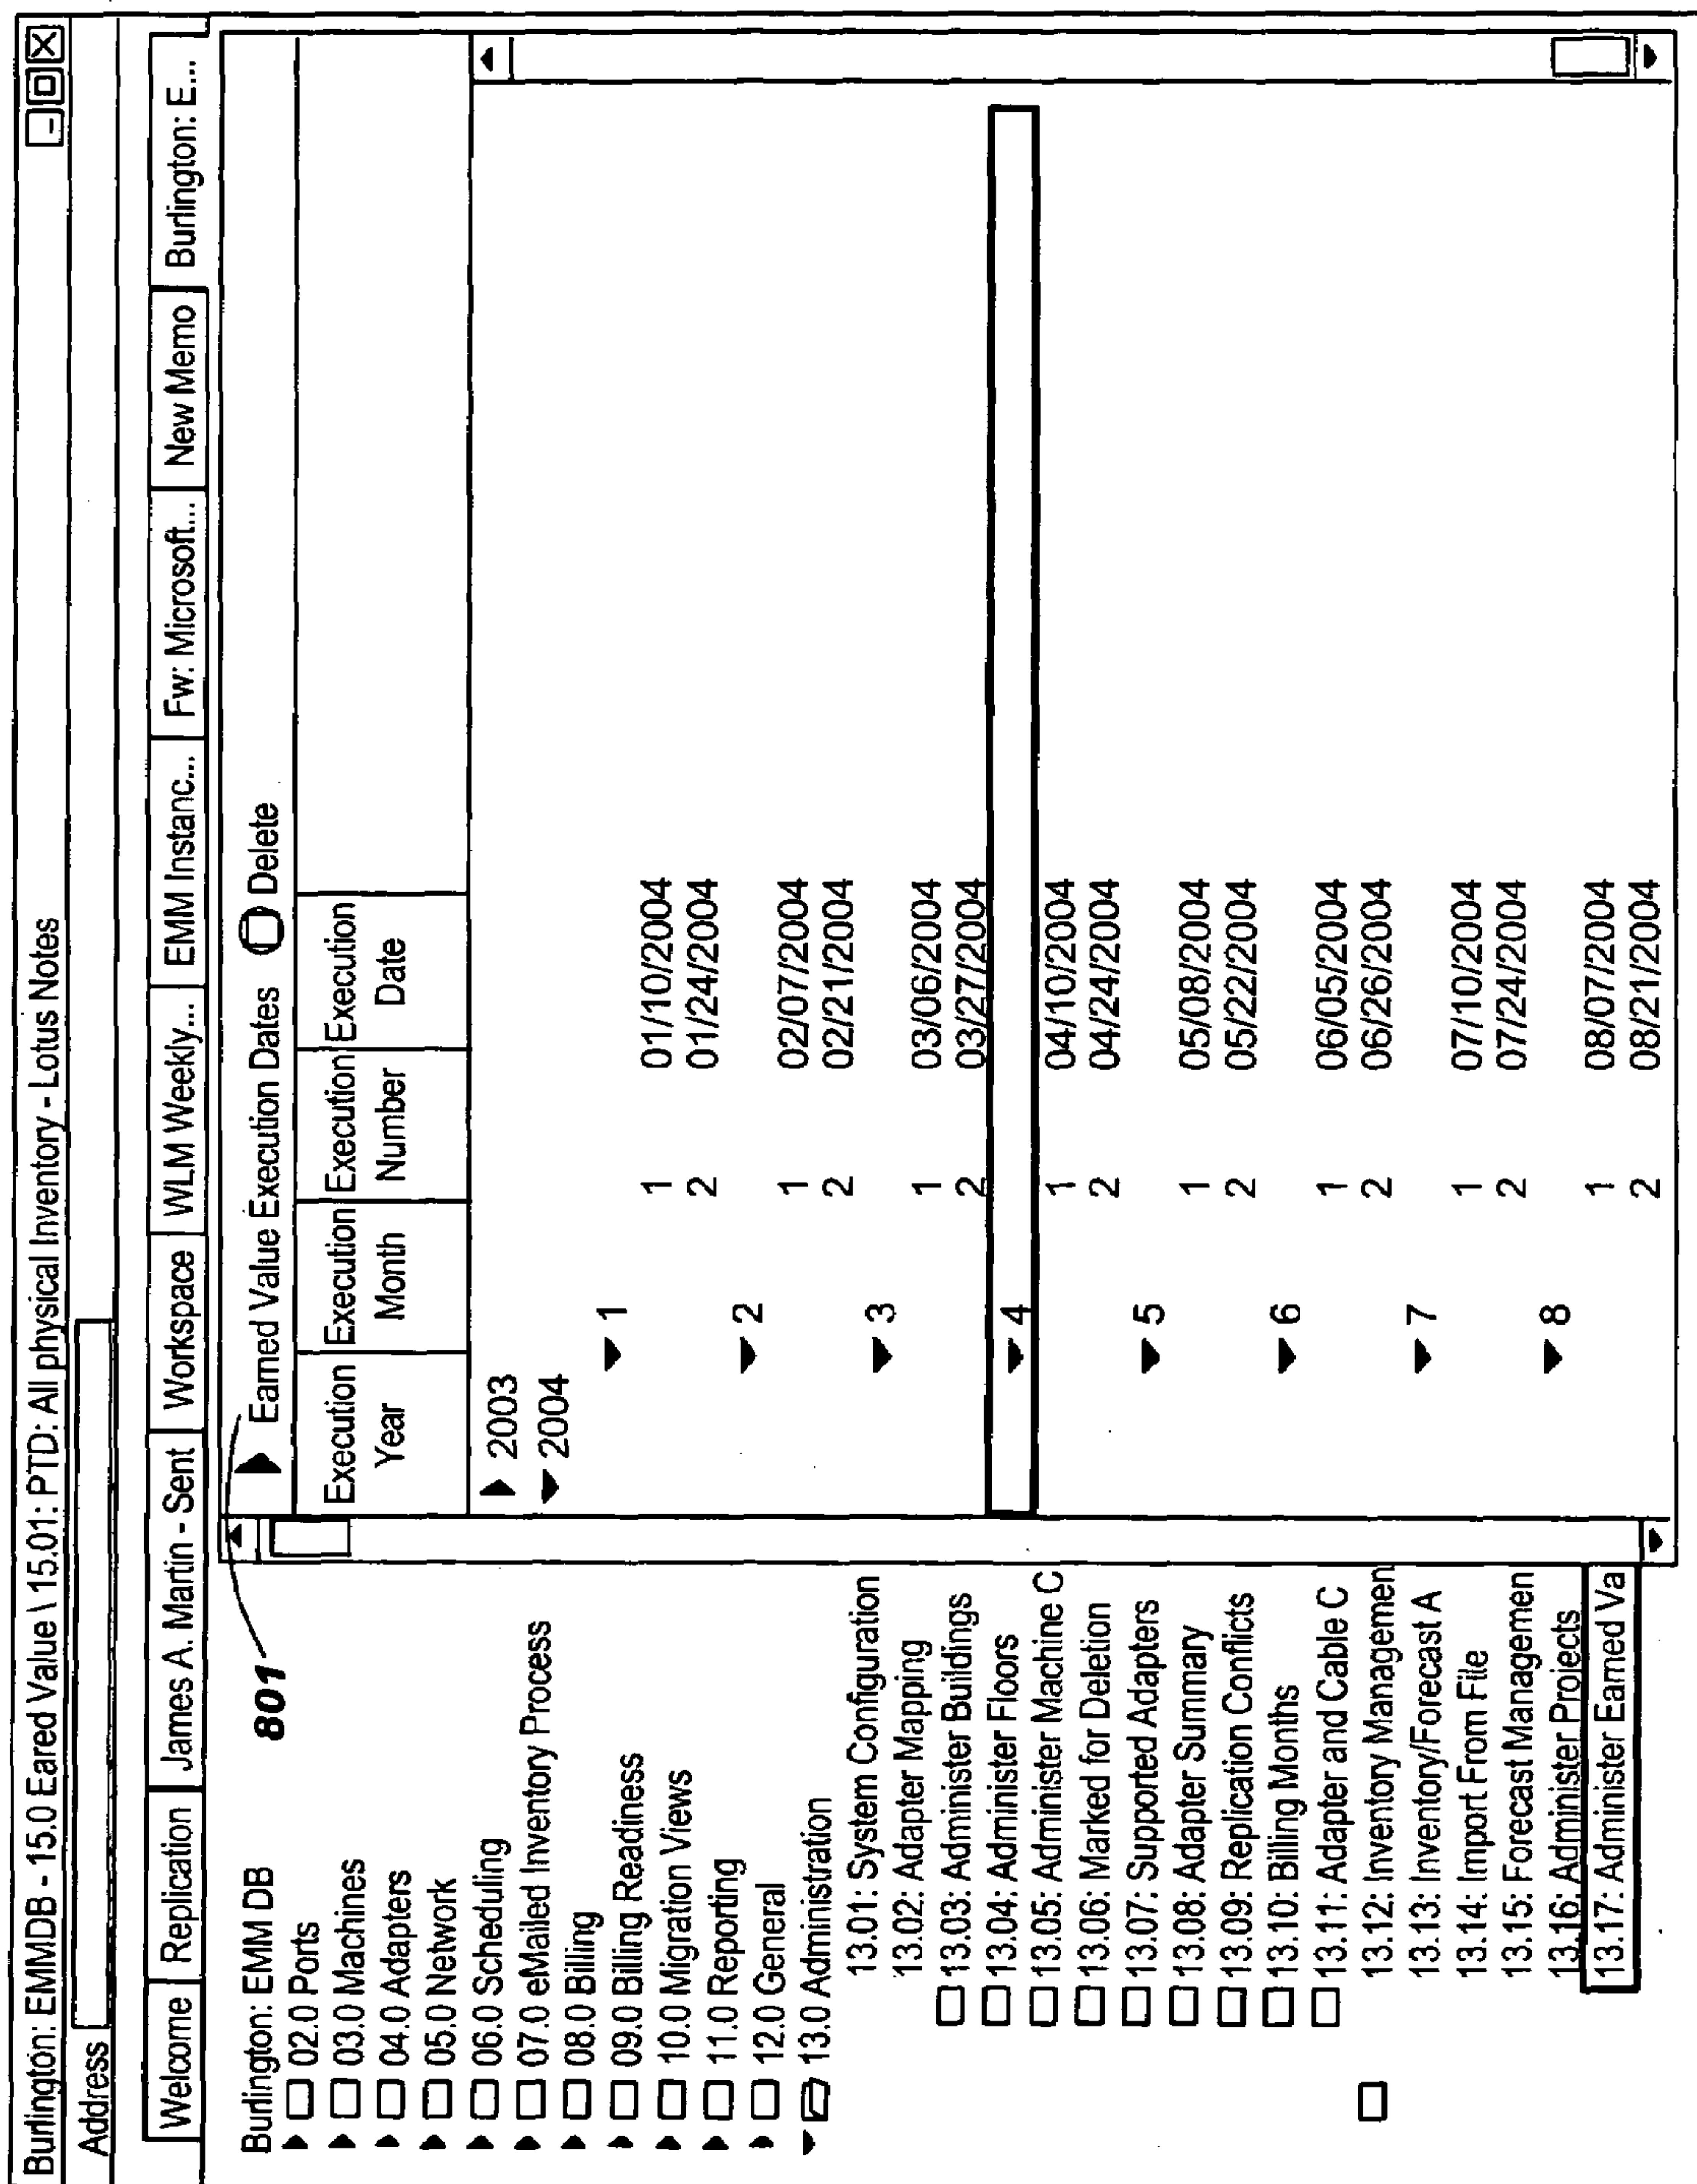 Burlington: EMMDB - 15.0 Eared Value \ 15.01: PTD: All physical Inventory - Lotus Notes
Address
Welcome Replication James A. Martin - Sent Workspace WLM Weekly... EMM Instanc... Fw: Microsoft... New Memo Burlington: E...
Burlington: EMM DB
02.0 Ports
03.0 Machines
04.0 Adapters
05.0 Network
06.0 Scheduling
07.0 eMailed Inventory Process
08.0 Billing
09.0 Billing Readiness
10.0 Migration Views
11.0 Reporting
12.0 General
13.0 Administration
13.01: System Configuration
13.02: Adapter Mapping
13.03: Administer Buildings
13.04: Administer Floors
13.05: Administer Machine C
13.06: Marked for Deletion
13.07: Supported Adapters
13.08: Adapter Summary
13.09: Replication Conflicts
13.10: Billing Months
13.11: Adapter and Cable C
13.12: Inventory Managemen
13.13: Inventory/Forecast A
13.14: Import From File
13.15: Forecast Managemen
13.16: Administer Projects
13.17: Administer Earned Va
801
Earned Value Execution Dates Delete
Execution Year Execution Month Execution Number Execution Date
2003
2004
1
1 01/10/2004
2 01/24/2004
2
1 02/07/2004
2 02/21/2004
3
1 03/06/2004
2 03/27/2004
4
1 04/10/2004
2 04/24/2004
5
1 05/08/2004
2 05/22/2004
6
1 06/05/2004
2 06/26/2004
7
1 07/10/2004
2 07/24/2004
8
1 08/07/2004
2 08/21/2004